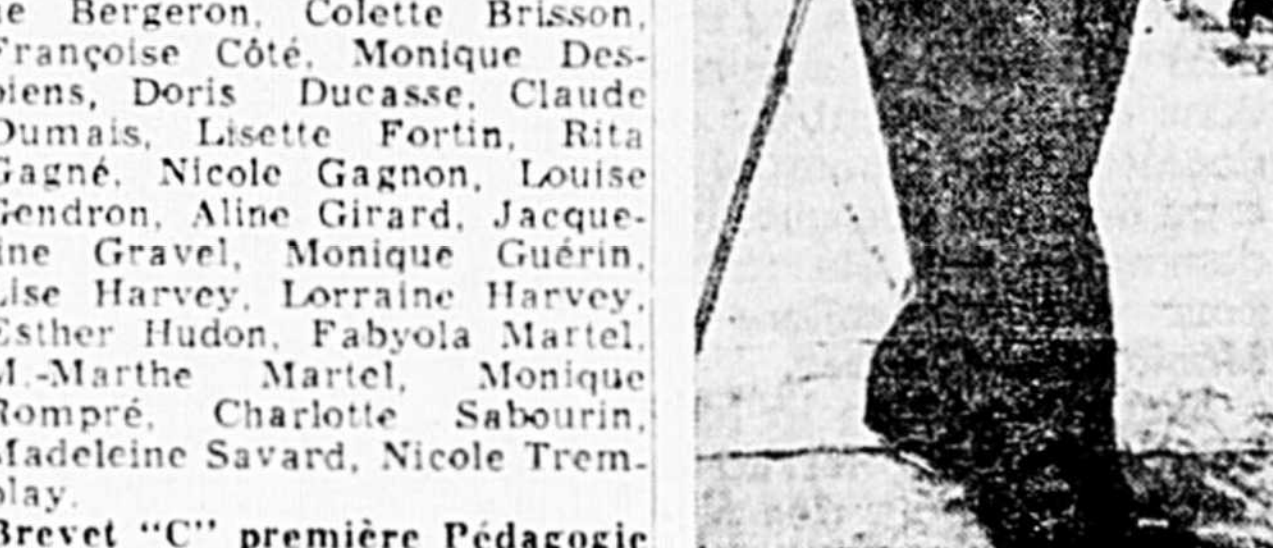 e Bergeron, Colette Brisson,
Françoise Côté, Monique Des-
biens, Doris Ducasse, Claude
Dumais, Lisette Fortin, Rita
Gagné, Nicole Gagnon, Louise
Gendron, Aline Girard, Jacque-
line Gravel, Monique Guérin,
Lise Harvey, Lorraine Harvey,
Esther Hudon, Fabyola Martel,
M.-Marthe Martel, Monique
Rompré, Charlotte Sabourin,
Madeleine Savard, Nicole Trem-
blay.
Brevet "C" première Pédagogie